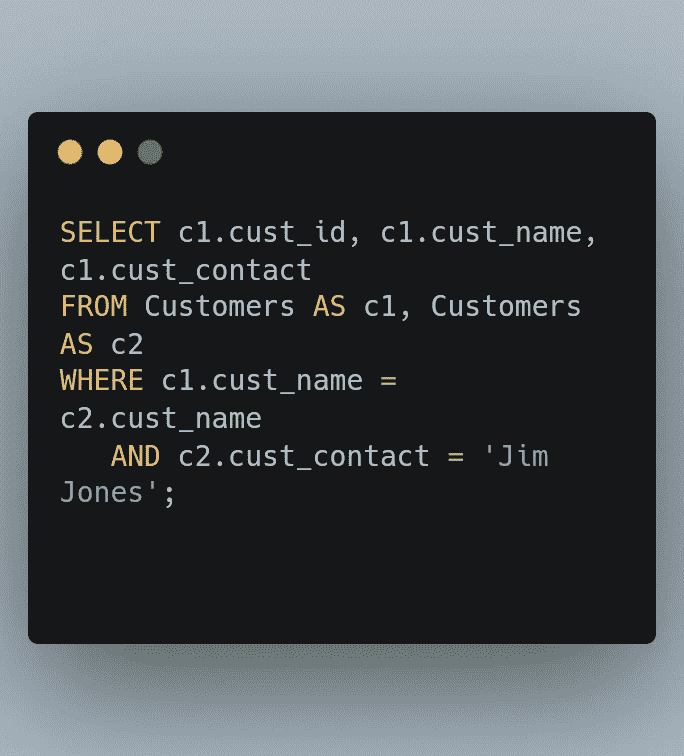 SELECT c1.cust_id, c1.cust_name,
c1.cust_contact
FROM Customers AS c1, Customers
AS c2
WHERE c1.cust_name =
c2.cust_name
   AND c2.cust_contact = 'Jim
Jones';